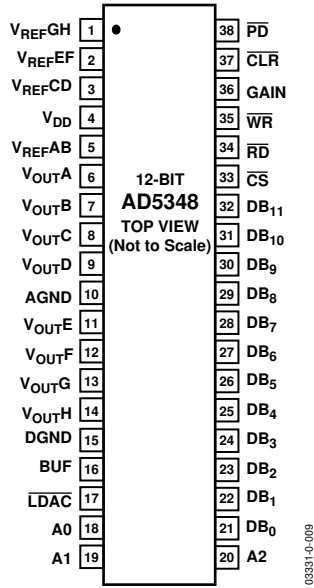 VREFGH 1
VREFEF 2
VREFCD 3
VDD 4
VREFAB 5
VOUTA 6
VOUTB 7
VOUTC 8
VOUTD 9
AGND 10
VOUTE 11
VOUTF 12
VOUTG 13
VOUTH 14
DGND 15
BUF 16
LDAC 17
A0 18
A1 19
12-BIT
AD5348
TOP VIEW
(Not to Scale)
38 PD
37 CLR
36 GAIN
35 WR
34 RD
33 CS
32 DB11
31 DB10
30 DB9
29 DB8
28 DB7
27 DB6
26 DB5
25 DB4
24 DB3
23 DB2
22 DB1
21 DB0
20 A2
03331-0-009